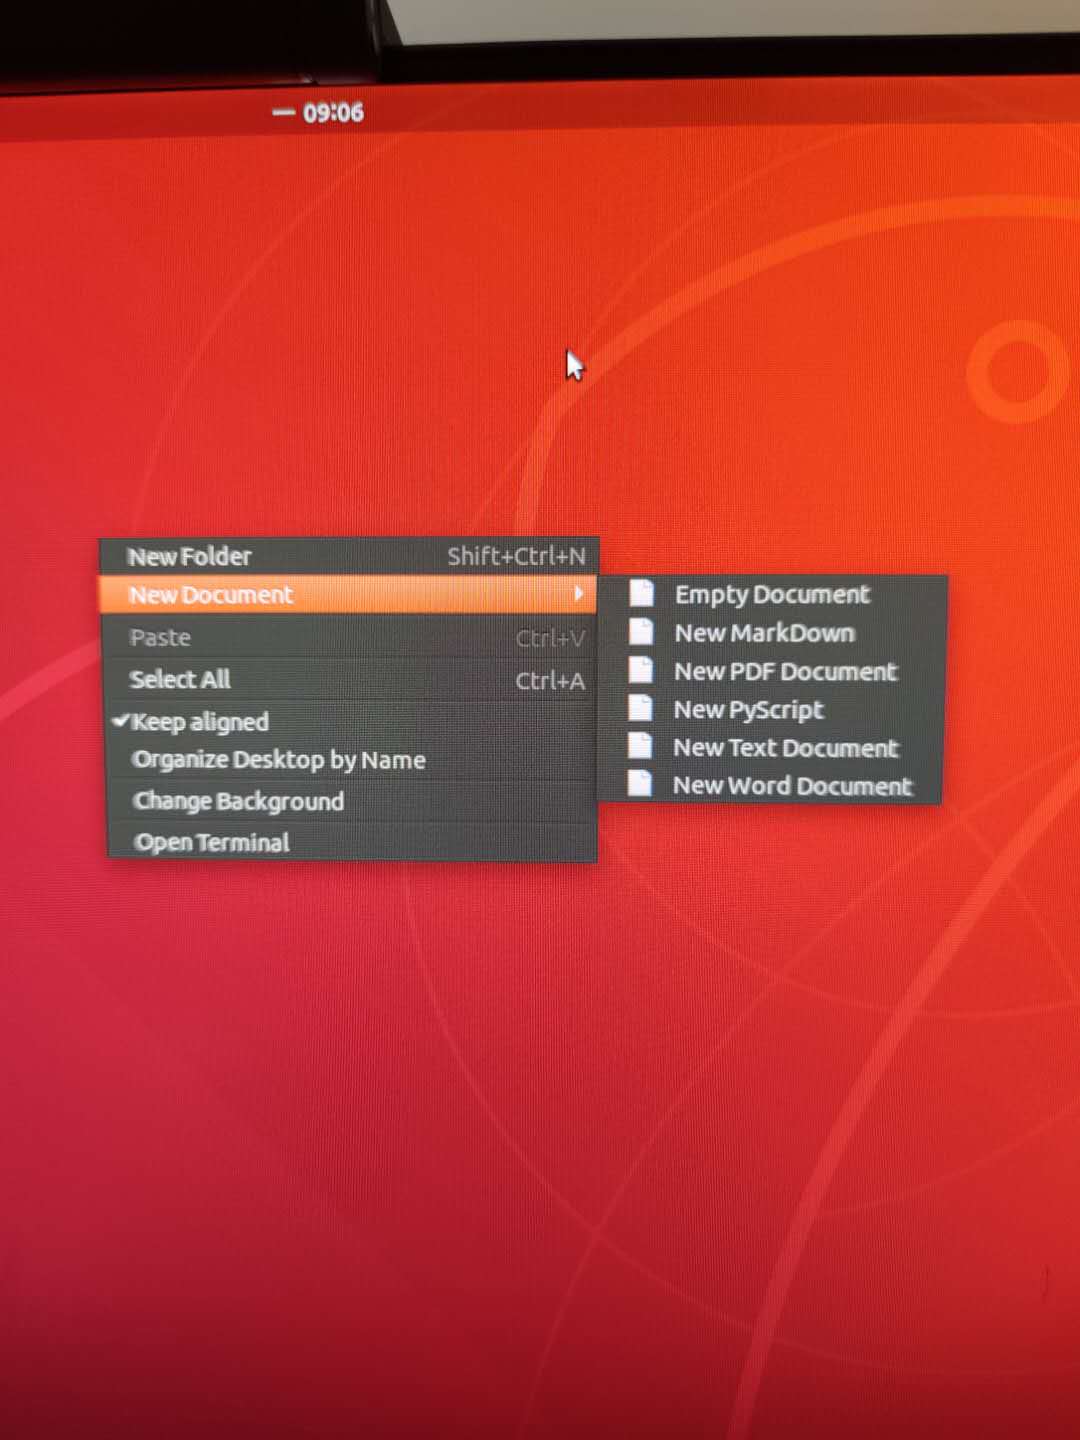 — 09:06
New Folder Shift+Ctrl+N
New Document
Paste Ctrl+V
Select All Ctrl+A
Keep aligned
Organize Desktop by Name
Change Background
Open Terminal
Empty Document
New MarkDown
New PDF Document
New PyScript
New Text Document
New Word Document